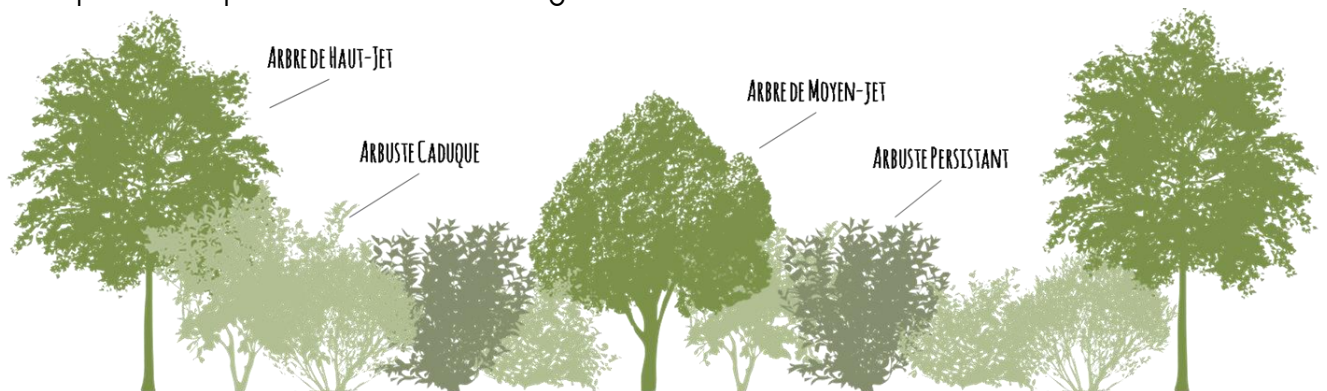 Arbre de Haut-Jet
Arbre de Moyen-jet
Arbuste Caduque
Arbuste Persistant